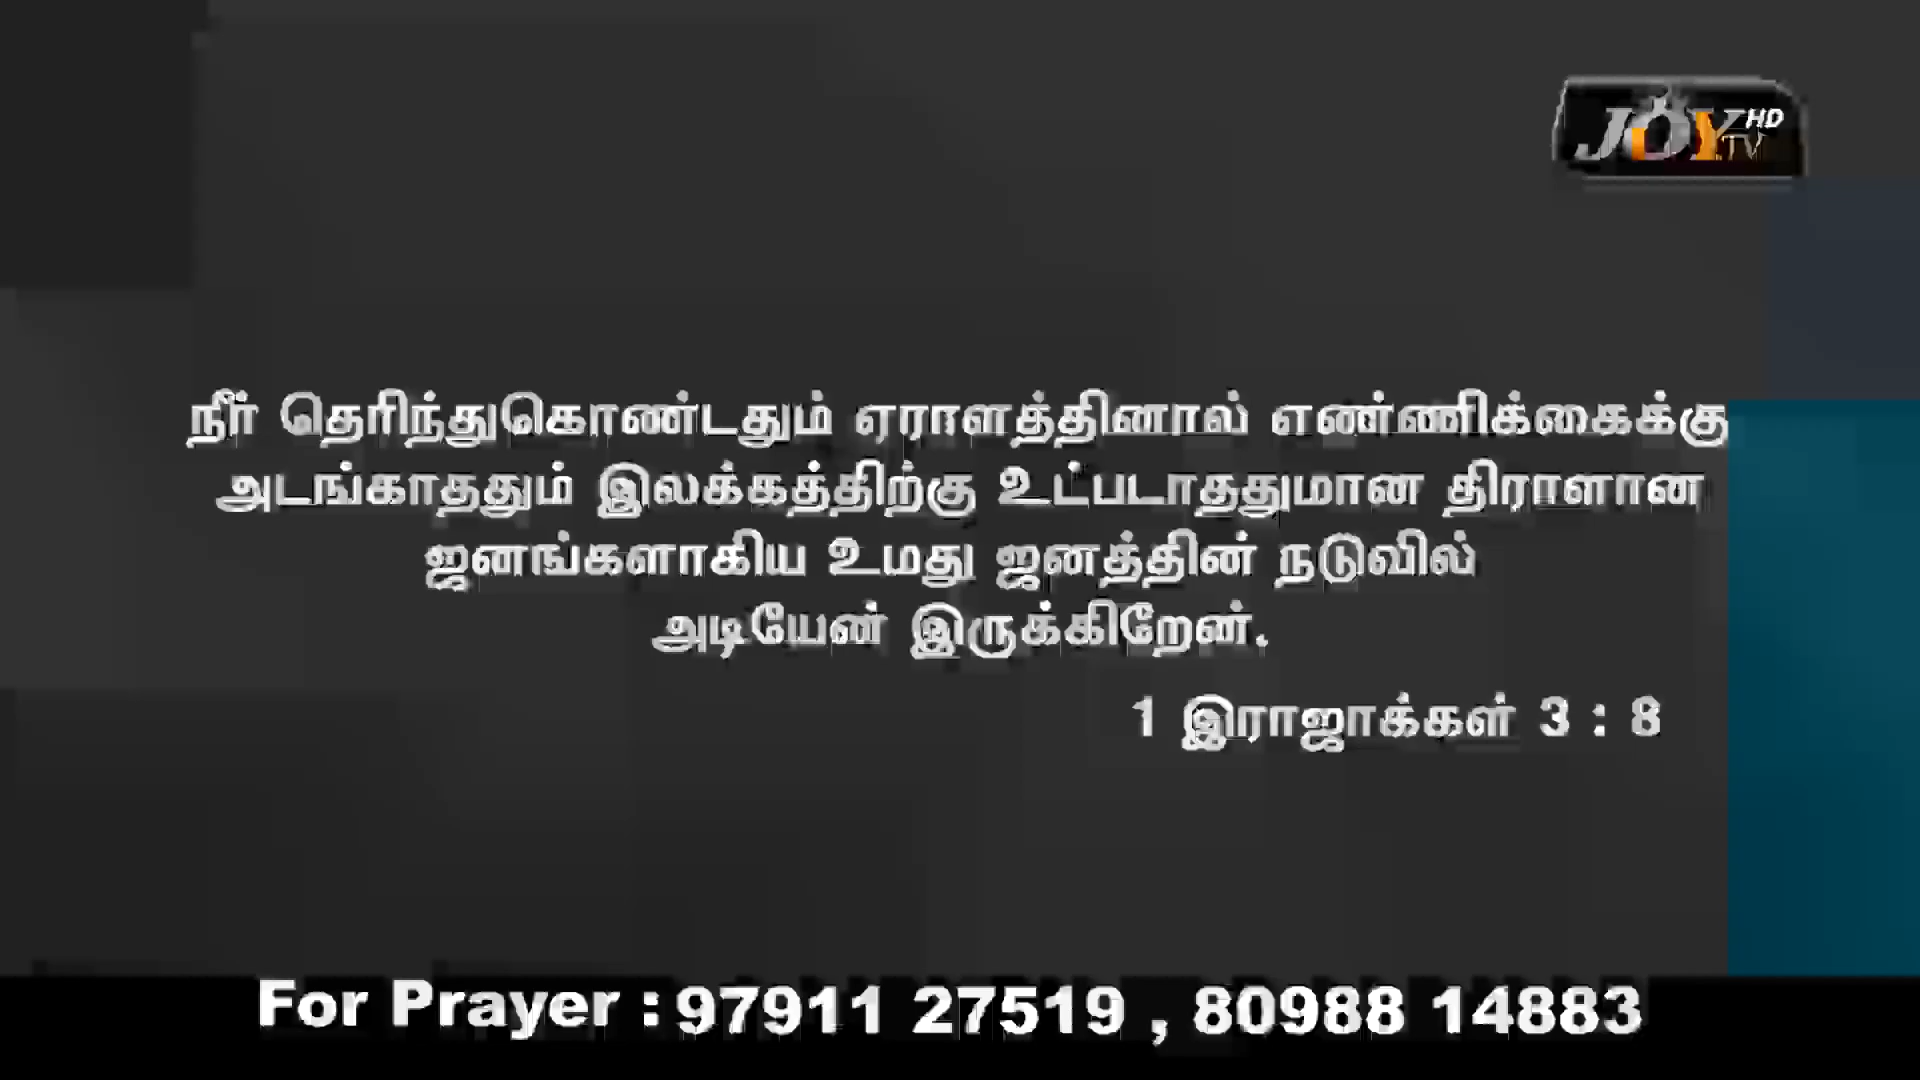 JOY HD
TV
நீர் தெரிந்துகொண்டதும் ஏராளத்தினால் எண்ணிக்கைக்கு
அடங்காததும் இலக்கத்திற்கு உட்படாததுமான திரளான
ஜனங்களாகிய உமது ஜனத்தின் நடுவில்
அடியேன் இருக்கிறேன்.
1 இராஜாக்கள் 3 : 8
For Prayer : 97911 27519 , 80988 14883